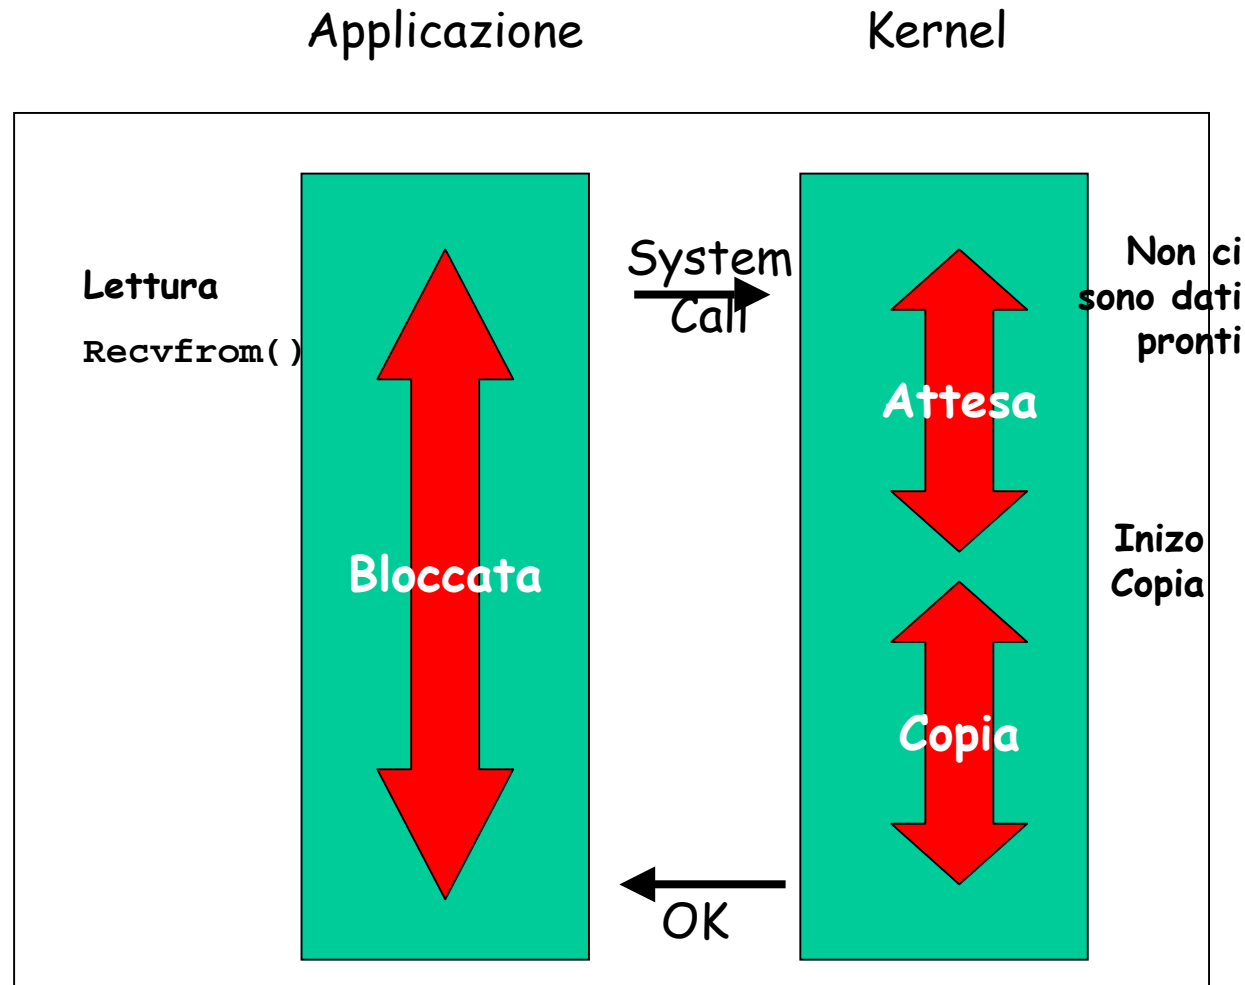 Applicazione
Kernel
Lettura
Recvfrom()
System
Call
Non ci
sono dati
pronti
Attesa
Bloccata
Inizo
Copia
Copia
OK